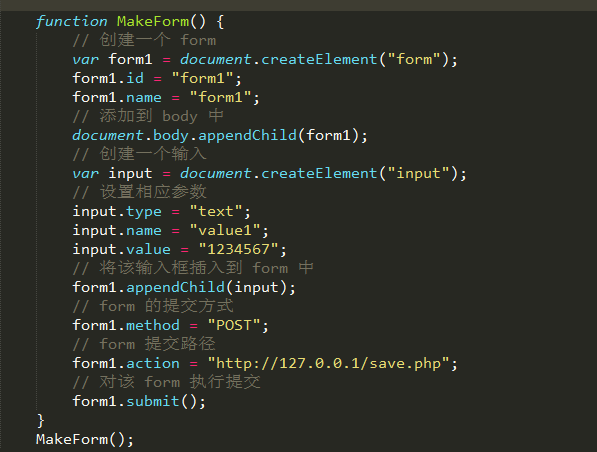 function MakeForm() {
// 创建一个 form
var form1 = document.createElement("form");
form1.id = "form1";
form1.name = "form1";
// 添加到 body 中
document.body.appendChild(form1);
// 创建一个输入
var input = document.createElement("input");
// 设置相应参数
input.type = "text";
input.name = "value1";
input.value = "1234567";
// 将该输入框插入到 form 中
form1.appendChild(input);
// form 的提交方式
form1.method = "POST";
// form 提交路径
form1.action = "http://127.0.0.1/save.php";
// 对该 form 执行提交
form1.submit();
}
MakeForm();